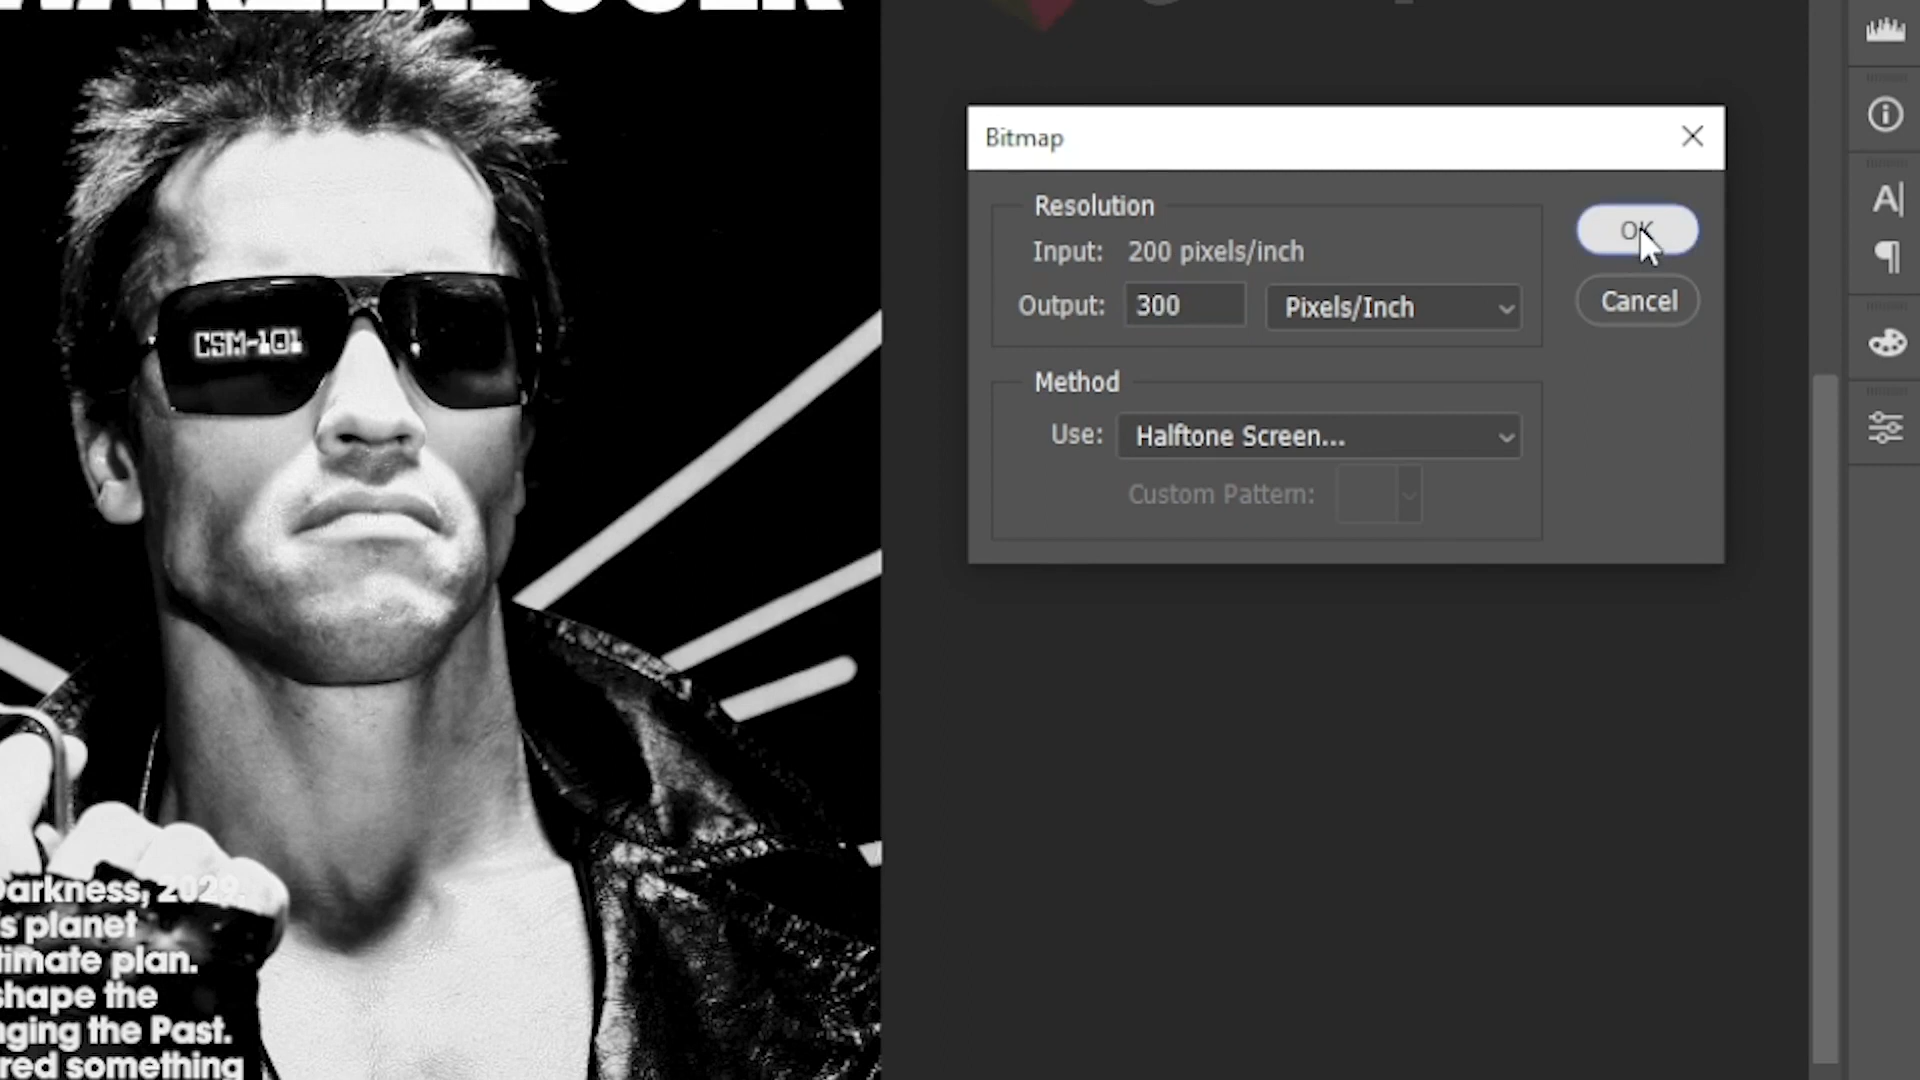 CSM-101
arkness, 2029.
s planet
timate plan.
shape the
nging the Past.
red something
Bitmap
Resolution
Input: 200 pixels/inch
Output: 300 Pixels/Inch
Method
Use: Halftone Screen...
Custom Pattern:
OK
Cancel